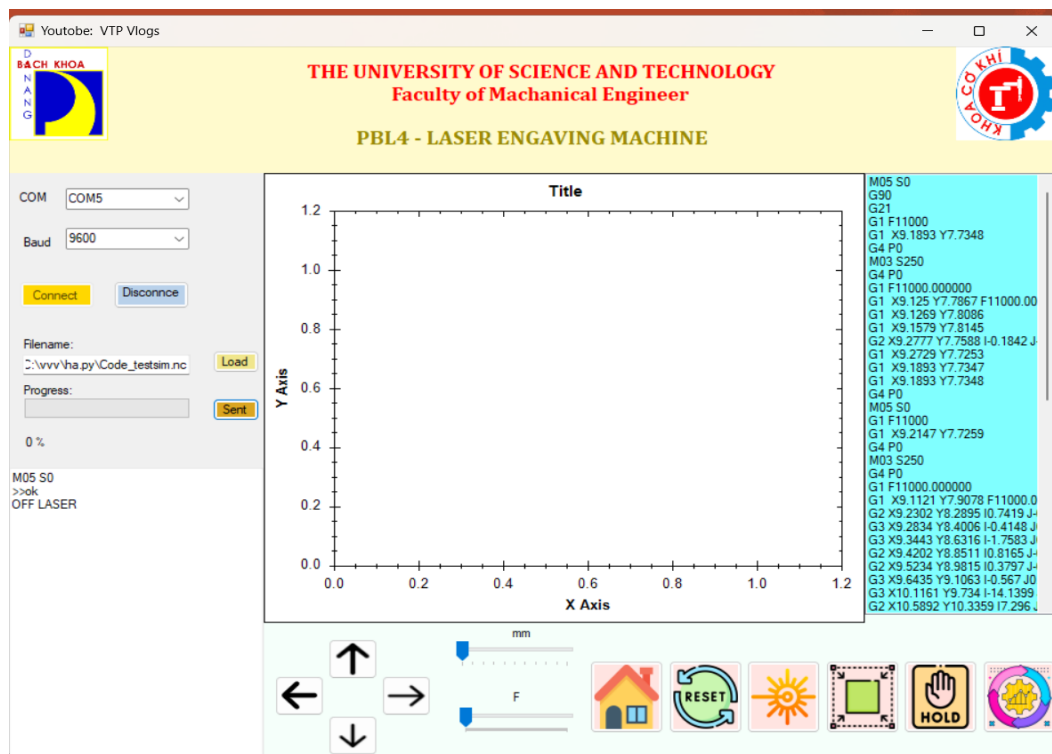 Youtobe: VTP Vlogs
D
BACH KHOA
N
A
N
G
THE UNIVERSITY OF SCIENCE AND TECHNOLOGY
Faculty of Machanical Engineer
PBL4 - LASER ENGAVING MACHINE
KHOA CƠ KHÍ
COM
COM5
Baud
9600
Connect
Disconnce
Filename:
C:\vvv\ha.py\Code_testsim.nc
Load
Progress:
Sent
0 %
M05 S0
>>ok
OFF LASER
Title
Y Axis
1.2
1.0
0.8
0.6
0.4
0.2
0.0
0.0 0.2 0.4 0.6 0.8 1.0 1.2
X Axis
M05 S0
G90
G21
G1 F11000
G1  X9.1893 Y7.7348
G4 P0
M03 S250
G4 P0
G1 F11000.000000
G1  X9.125 Y7.7867 F11000.00
G1  X9.1269 Y7.8086
G1  X9.1579 Y7.8145
G2 X9.2777 Y7.7588 I-0.1842 J-
G1  X9.2729 Y7.7253
G1  X9.1893 Y7.7347
G1  X9.1893 Y7.7348
G4 P0
M05 S0
G1 F11000
G1  X9.2147 Y7.7259
G4 P0
M03 S250
G4 P0
G1 F11000.000000
G1  X9.1121 Y7.9078 F11000.0
G2 X9.2302 Y8.2895 I0.7419 J-
G3 X9.2834 Y8.4006 I-0.4148 J
G3 X9.3443 Y8.6316 I-1.7583 J
G2 X9.4202 Y8.8511 I0.8165 J-
G2 X9.5234 Y8.9815 I0.3797 J-
G3 X9.6435 Y9.1063 I-0.567 J0
G3 X10.1161 Y9.734 I-14.1399
G2 X10.5892 Y10.3359 I7.296
mm
F
RESET
HOLD